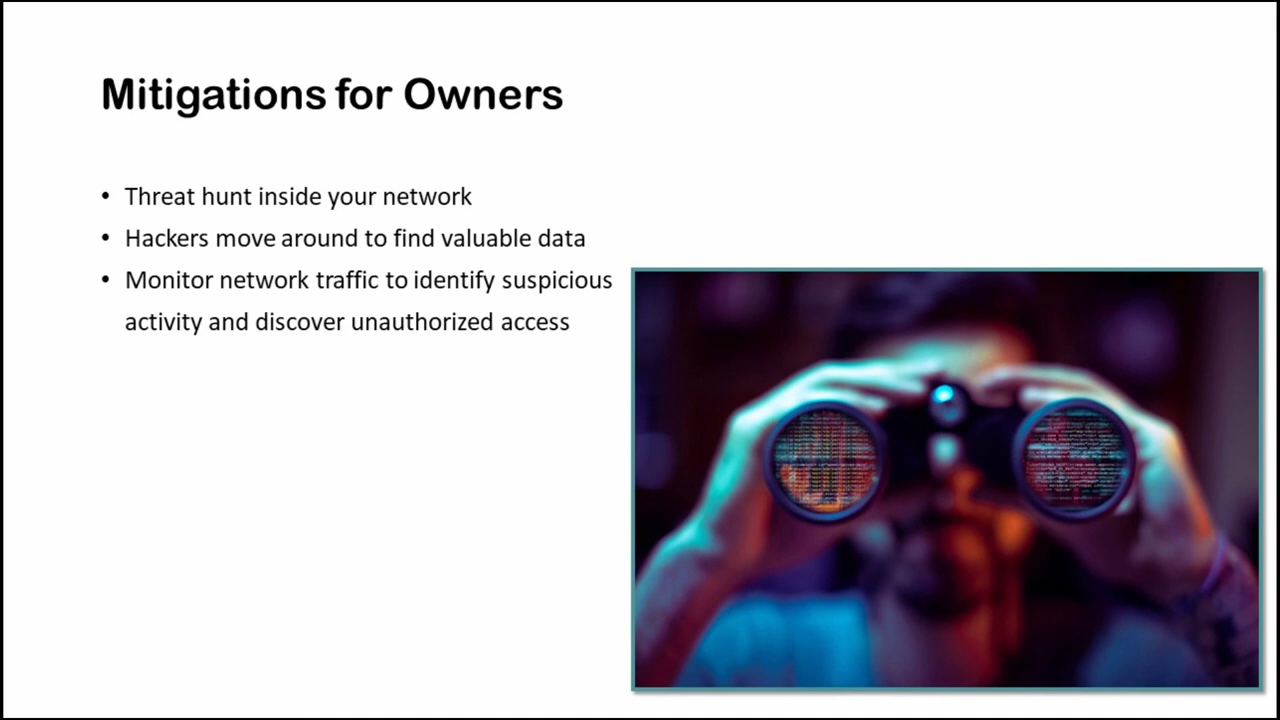 Mitigations for Owners
• Threat hunt inside your network
• Hackers move around to find valuable data
• Monitor network traffic to identify suspicious
activity and discover unauthorized access